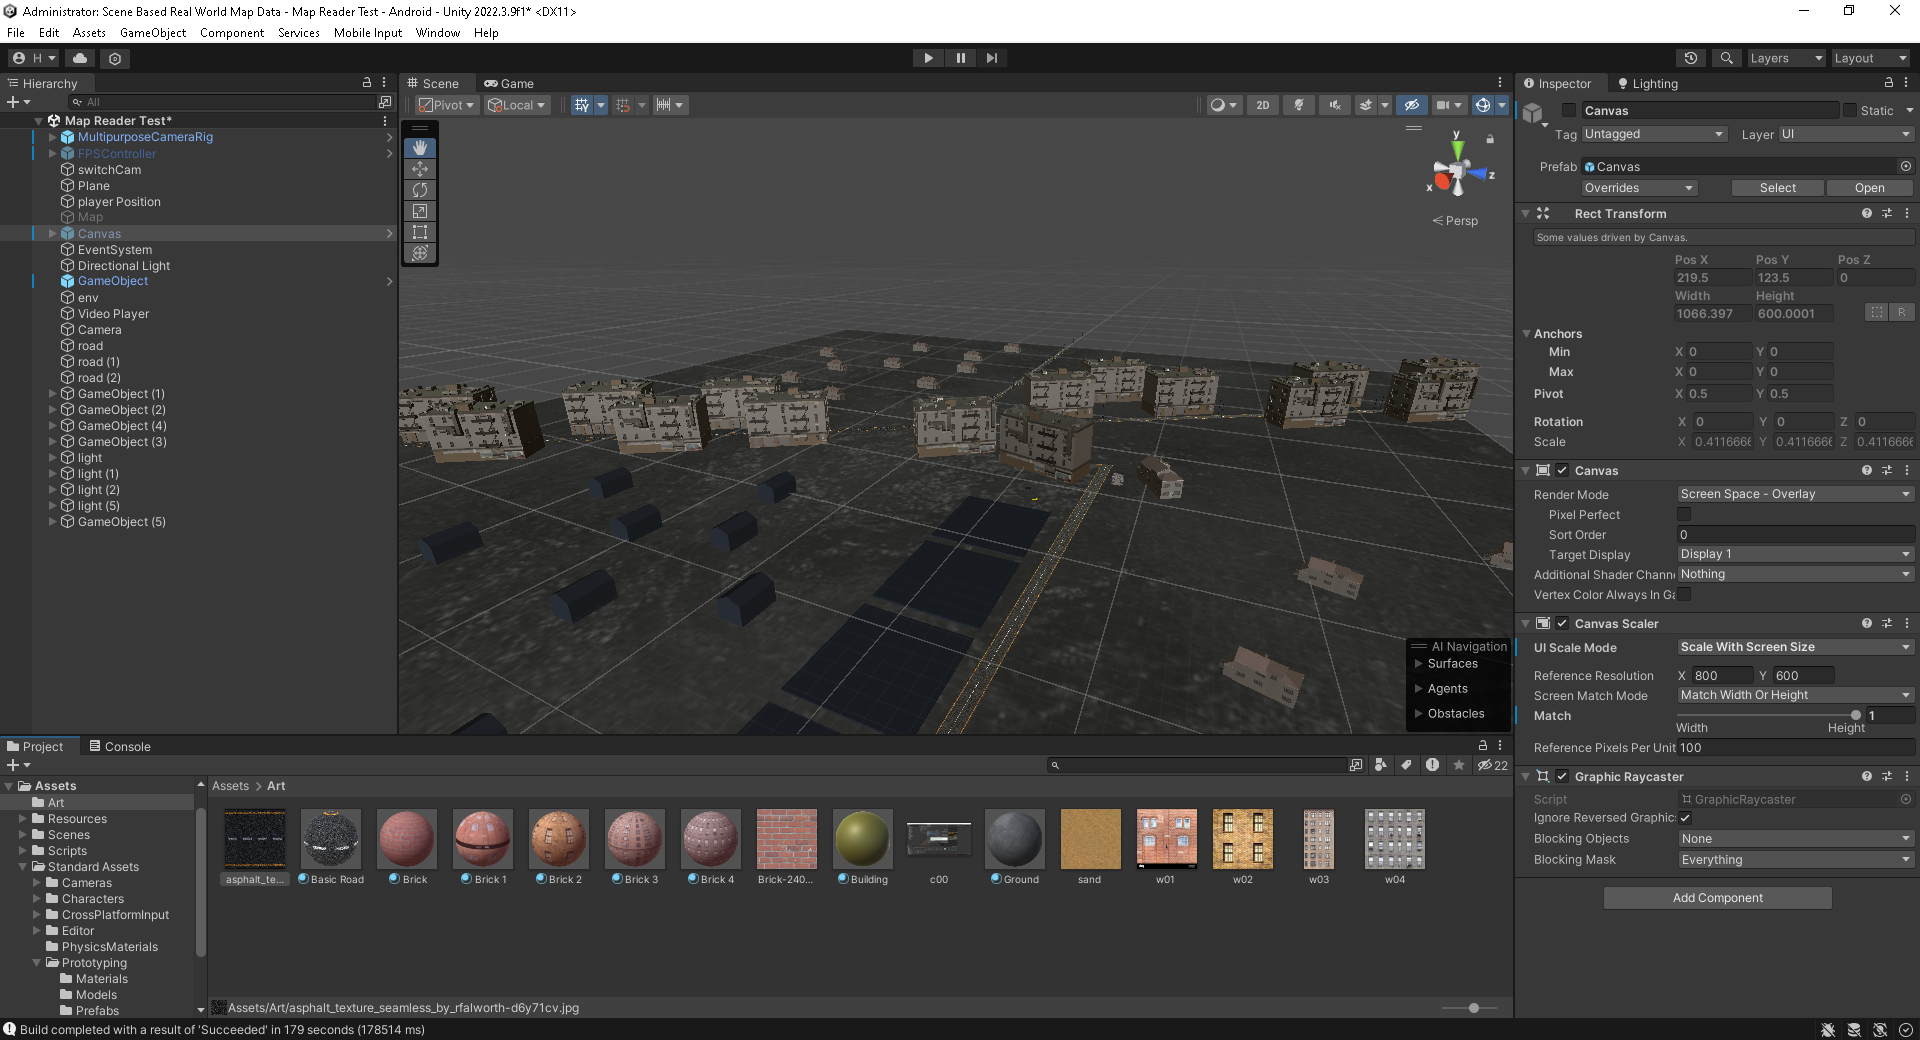 Administrator: Scene Based Real World Map Data - Map Reader Test - Android - Unity 2022.3.9f1* <DX11>
File Edit Assets GameObject Component Services Mobile Input Window Help
H
Layers
Layout
Hierarchy
All
Map Reader Test*
MultipurposeCameraRig
FPSController
switchCam
Plane
player Position
Map
Canvas
EventSystem
Directional Light
GameObject
env
Video Player
Camera
road
road (1)
road (2)
GameObject (1)
GameObject (2)
GameObject (4)
GameObject (3)
light
light (1)
light (2)
light (5)
GameObject (5)
Scene
Game
Pivot
Local
2D
y
x
z
Persp
AI Navigation
Surfaces
Agents
Obstacles
Inspector
Lighting
Canvas
Static
Tag Untagged
Layer UI
Prefab Canvas
Overrides
Select
Open
Rect Transform
Some values driven by Canvas.
Pos X Pos Y Pos Z
219.5 123.5 0
Width Height
1066.397 600.0001
R
Anchors
Min X 0 Y 0
Max X 0 Y 0
Pivot X 0.5 Y 0.5
Rotation X 0 Y 0 Z 0
Scale X 0.4116666 Y 0.4116666 Z 0.4116666
Canvas
Render Mode Screen Space - Overlay
Pixel Perfect
Sort Order 0
Target Display Display 1
Additional Shader Chann Nothing
Vertex Color Always In Ga
Canvas Scaler
UI Scale Mode Scale With Screen Size
Reference Resolution X 800 Y 600
Screen Match Mode Match Width Or Height
Match 1
Width Height
Reference Pixels Per Unit 100
Graphic Raycaster
Script GraphicRaycaster
Ignore Reversed Graphic
Blocking Objects None
Blocking Mask Everything
Add Component
Project
Console
22
Assets
Art
Resources
Scenes
Scripts
Standard Assets
Cameras
Characters
CrossPlatformInput
Editor
PhysicsMaterials
Prototyping
Materials
Models
Prefabs
Assets > Art
asphalt_te... Basic Road Brick Brick 1 Brick 2 Brick 3 Brick 4 Brick-240... Building c00 Ground sand w01 w02 w03 w04
Assets/Art/asphalt_texture_seamless_by_rfalworth-d6y71cv.jpg
Build completed with a result of 'Succeeded' in 179 seconds (178514 ms)